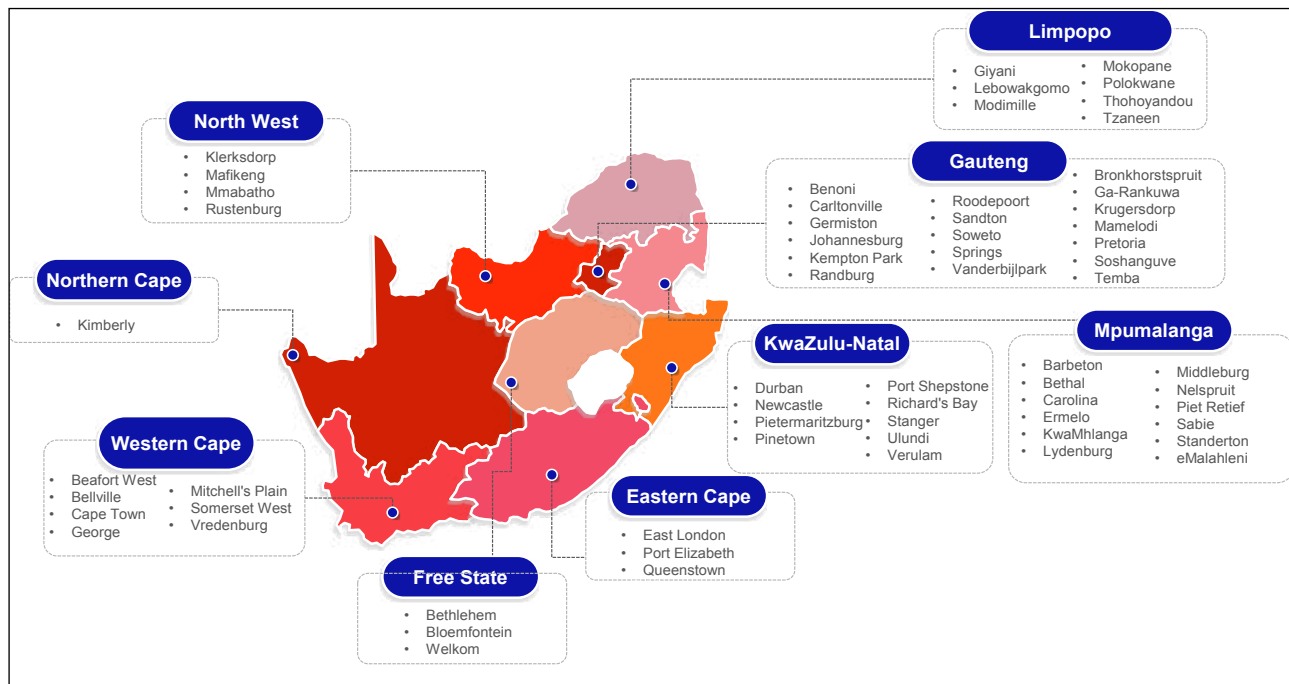 Limpopo
• Giyani
• Lebowakgomo
• Modimille
• Mokopane
• Polokwane
• Thohoyandou
• Tzaneen
North West
• Klerksdorp
• Mafikeng
• Mmabatho
• Rustenburg
Gauteng
• Benoni
• Carltonville
• Germiston
• Johannesburg
• Kempton Park
• Randburg
• Roodepoort
• Sandton
• Soweto
• Springs
• Vanderbijlpark
• Bronkhorstspruit
• Ga-Rankuwa
• Krugersdorp
• Mamelodi
• Pretoria
• Soshanguve
• Temba
Northern Cape
• Kimberly
KwaZulu-Natal
• Durban
• Newcastle
• Pietermaritzburg
• Pinetown
• Port Shepstone
• Richard's Bay
• Stanger
• Ulundi
• Verulam
Mpumalanga
• Barbeton
• Bethal
• Carolina
• Ermelo
• KwaMhlanga
• Lydenburg
• Middleburg
• Nelspruit
• Piet Retief
• Sabie
• Standerton
• eMalahleni
Western Cape
• Beafort West
• Bellville
• Cape Town
• George
• Mitchell's Plain
• Somerset West
• Vredenburg
Eastern Cape
• East London
• Port Elizabeth
• Queenstown
Free State
• Bethlehem
• Bloemfontein
• Welkom